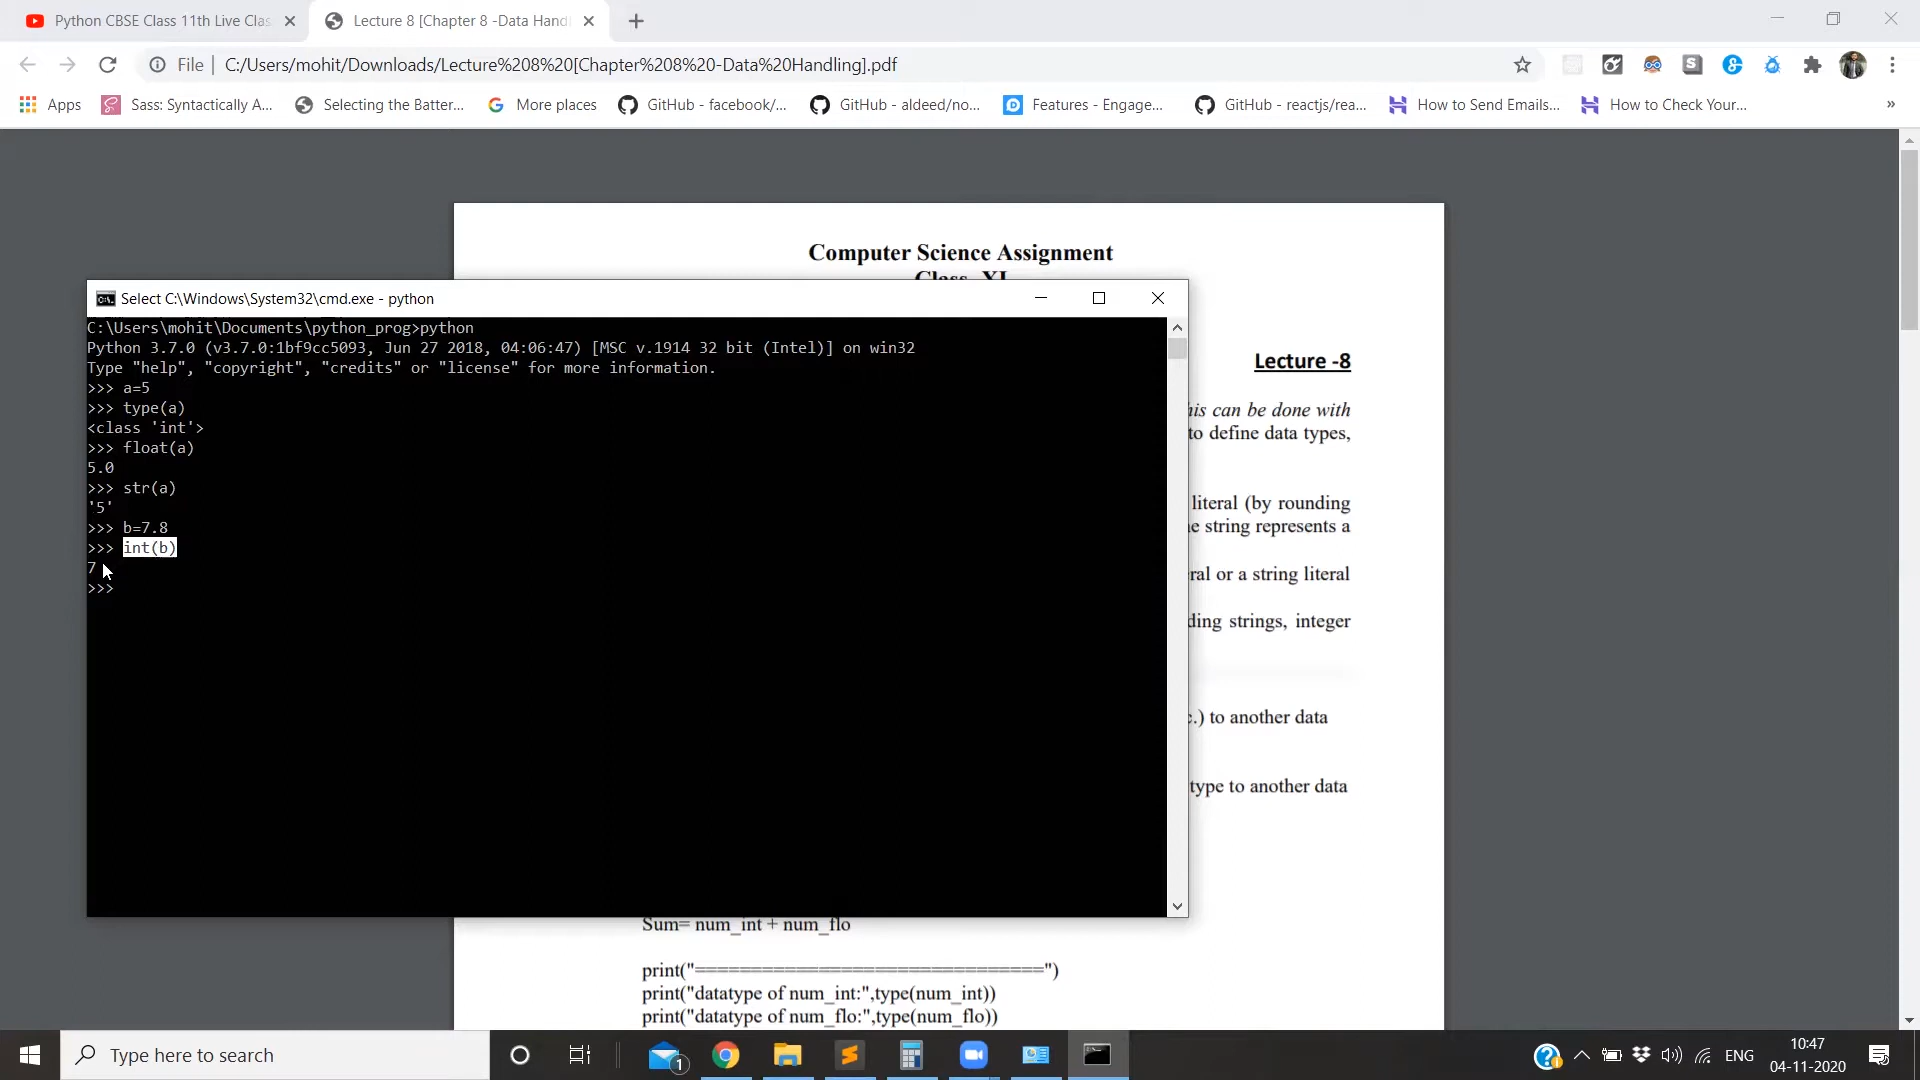 Python CBSE Class 11th Live Clas
Lecture 8 [Chapter 8 -Data Handl
File
C:/Users/mohit/Downloads/Lecture%208%20[Chapter%208%20-Data%20Handling].pdf
Apps
Sass: Syntactically A...
Selecting the Batter...
More places
GitHub - facebook/...
GitHub - aldeed/no...
Features - Engage...
GitHub - reactjs/rea...
How to Send Emails...
How to Check Your...
»
Computer Science Assignment
Class XI
Select C:\Windows\System32\cmd.exe - python
C:\Users\mohit\Documents\python_prog>python
Python 3.7.0 (v3.7.0:1bf9cc5093, Jun 27 2018, 04:06:47) [MSC v.1914 32 bit (Intel)] on win32
Type "help", "copyright", "credits" or "license" for more information.
>>> a=5
>>> type(a)
<class 'int'>
>>> float(a)
5.0
>>> str(a)
'5'
>>> b=7.8
>>> int(b)
7
>>>
Lecture -8
his can be done with
to define data types,
literal (by rounding
string represents a
or a string literal
strings, integer
.) to another data
type to another data
Sum= num_int + num_flo
print("===============================")
print("datatype of num_int:",type(num_int))
print("datatype of num_flo:",type(num_flo))
Type here to search
1
ENG
10:47
04-11-2020